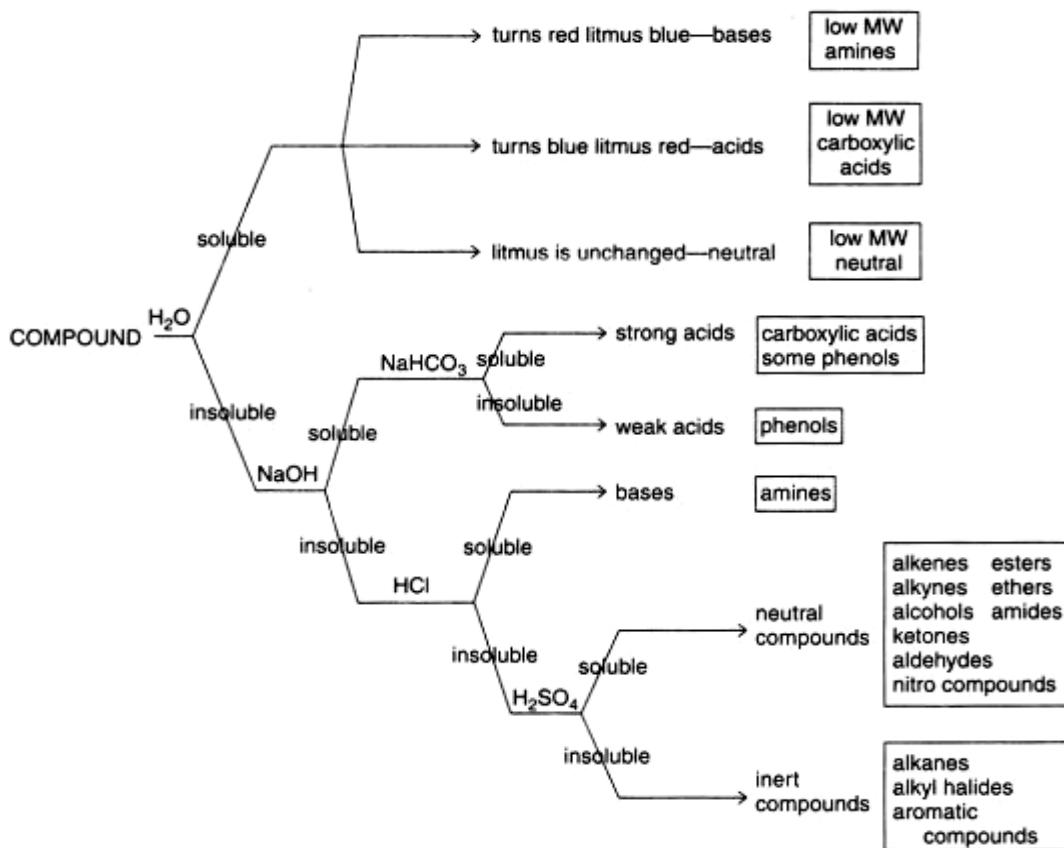 turns red litmus blue—bases
low MW
amines
turns blue litmus red—acids
low MW
carboxylic
acids
soluble
litmus is unchanged—neutral
low MW
neutral
COMPOUND
H₂O
insoluble
NaHCO₃
soluble
strong acids
carboxylic acids
some phenols
insoluble
weak acids
phenols
soluble
NaOH
bases
amines
insoluble
soluble
HCl
alkenes esters
alkynes ethers
alcohols amides
ketones
aldehydes
nitro compounds
neutral
compounds
insoluble
soluble
H₂SO₄
insoluble
inert
compounds
alkanes
alkyl halides
aromatic
compounds